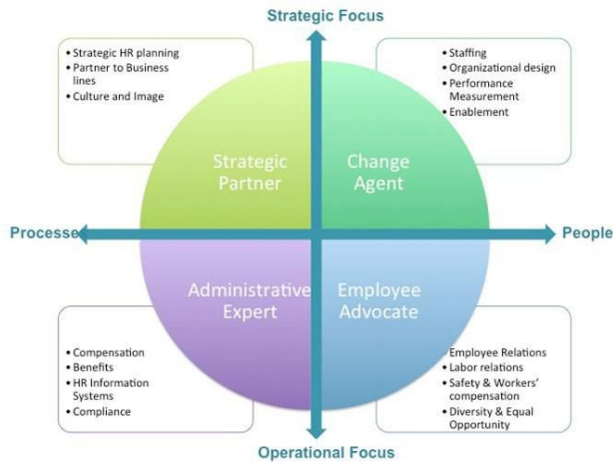 Strategic Focus
• Strategic HR planning
• Partner to Business
lines
• Culture and Image
• Staffing
• Organizational design
• Performance
Measurement
• Enablement
Strategic
Partner
Change
Agent
Processe
People
Administrative
Expert
Employee
Advocate
• Compensation
• Benefits
• HR Information
Systems
• Compliance
• Employee Relations
• Labor relations
• Safety & Workers'
compensation
• Diversity & Equal
Opportunity
Operational Focus